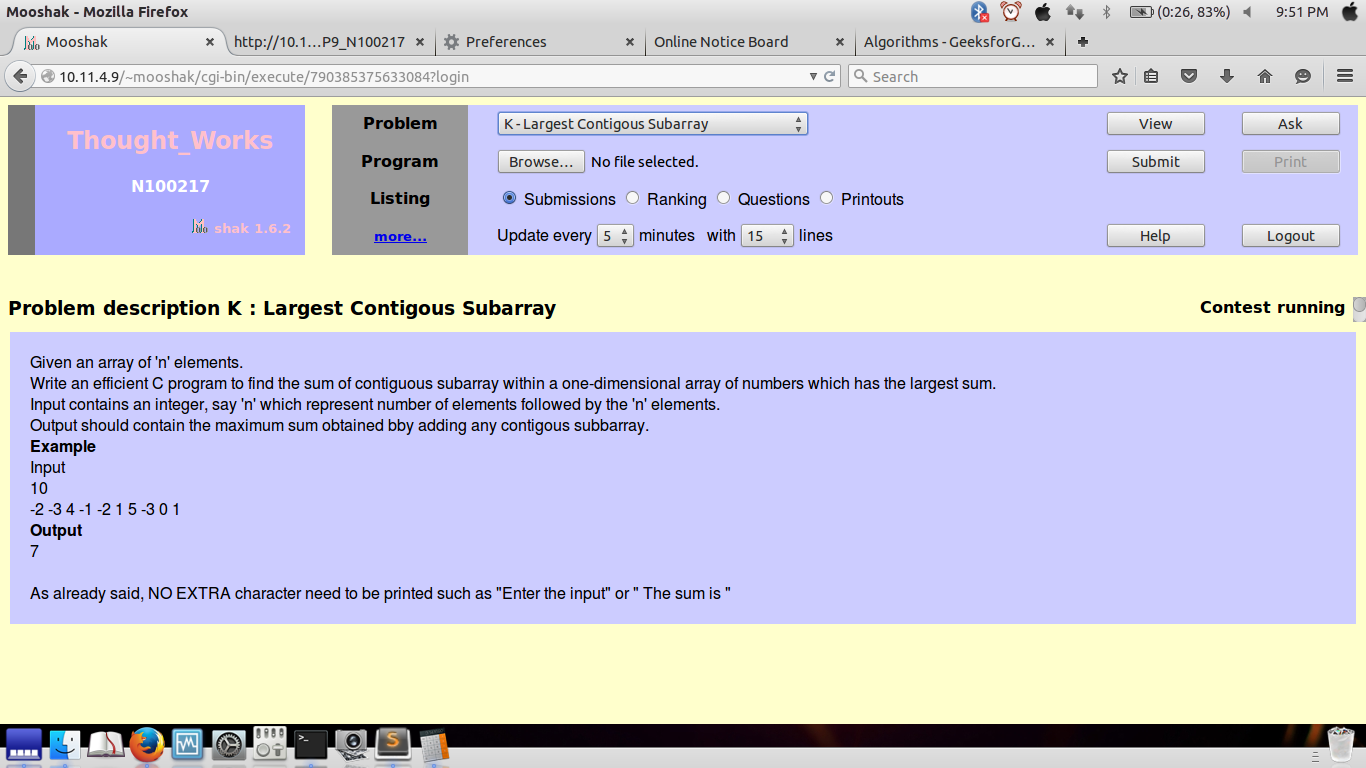 Mooshak - Mozilla Firefox
(0:26, 83%)
9:51 PM
Mooshak
http://10.1...P9_N100217
Preferences
Online Notice Board
Algorithms - GeeksforG...
10.11.4.9/~mooshak/cgi-bin/execute/790385375633084?login
Search
Thought_Works
N100217
shak 1.6.2
Problem
K - Largest Contigous Subarray
View
Ask
Program
Browse...
No file selected.
Submit
Print
Listing
Submissions
Ranking
Questions
Printouts
more...
Update every 5 minutes with 15 lines
Help
Logout
Problem description K : Largest Contigous Subarray
Contest running
Given an array of 'n' elements.
Write an efficient C program to find the sum of contiguous subarray within a one-dimensional array of numbers which has the largest sum.
Input contains an integer, say 'n' which represent number of elements followed by the 'n' elements.
Output should contain the maximum sum obtained bby adding any contigous subbarray.
Example
Input
10
-2 -3 4 -1 -2 1 5 -3 0 1
Output
7
As already said, NO EXTRA character need to be printed such as "Enter the input" or " The sum is "